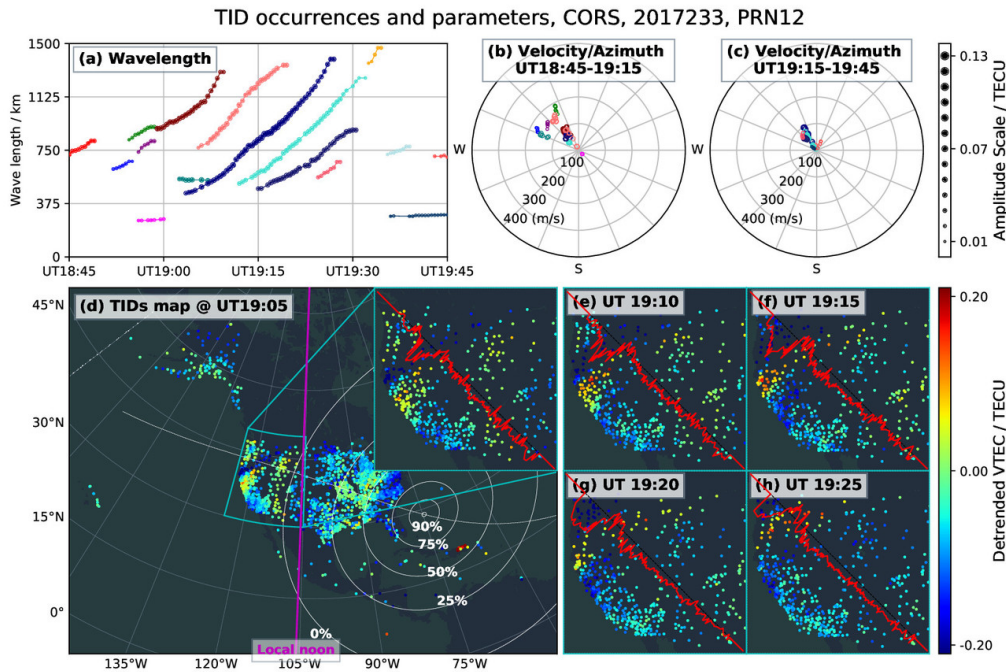 TID occurrences and parameters, CORS, 2017233, PRN12
(a) Wavelength
Wave length / km
1500
1125
750
375
0
UT18:45
UT19:00
UT19:15
UT19:30
UT19:45
(b) Velocity/Azimuth
UT18:45-19:15
W
100
200
300
400 (m/s)
S
(c) Velocity/Azimuth
UT19:15-19:45
W
100
200
300
400 (m/s)
S
0.13
0.07
0.01
Amplitude Scale / TECU
(d) TIDs map @ UT19:05
45°N
30°N
15°N
0°
135°W
120°W
105°W
90°W
75°W
90%
75%
50%
25%
0%
Local noon
(e) UT 19:10
(f) UT 19:15
(g) UT 19:20
(h) UT 19:25
0.20
0.00
-0.20
Detrended VTEC / TECU